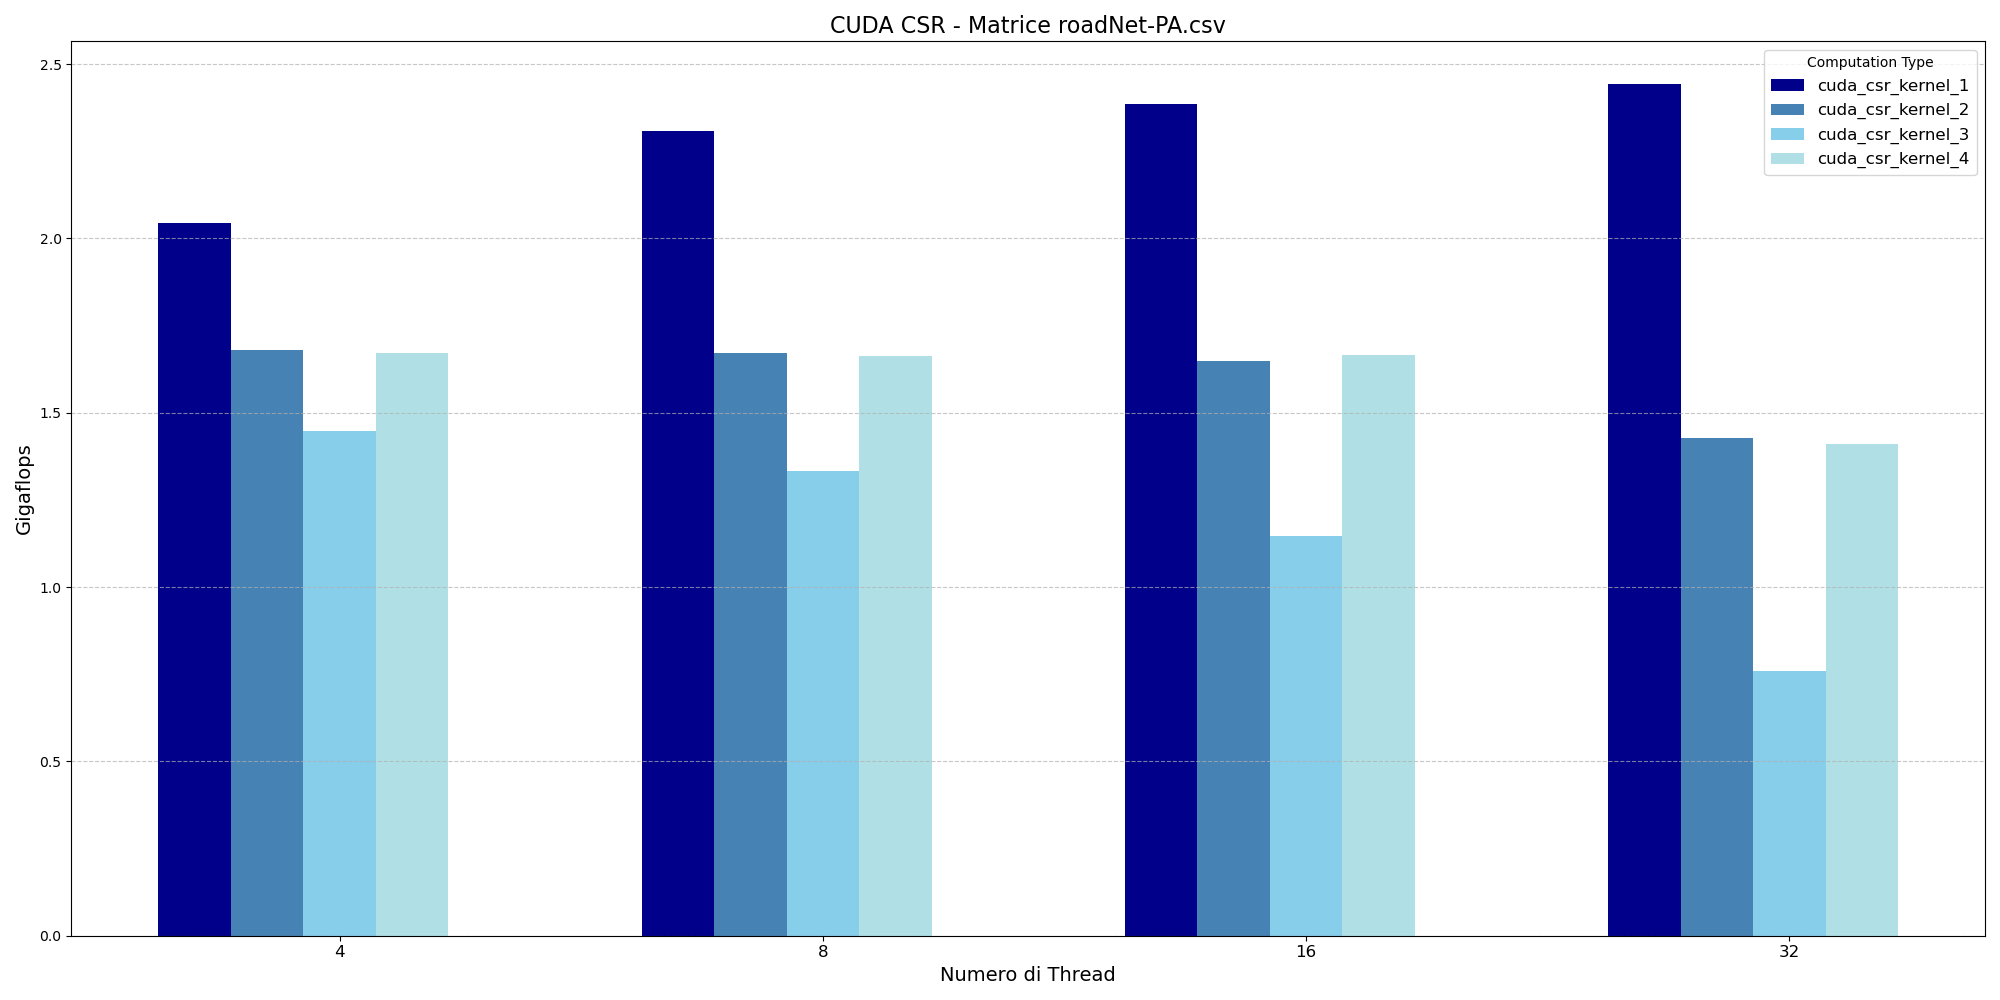 CUDA CSR - Matrice roadNet-PA.csv
Computation Type
cuda_csr_kernel_1
cuda_csr_kernel_2
cuda_csr_kernel_3
cuda_csr_kernel_4
Gigaflops
2.5
2.0
1.5
1.0
0.5
0.0
4 8 16 32
Numero di Thread